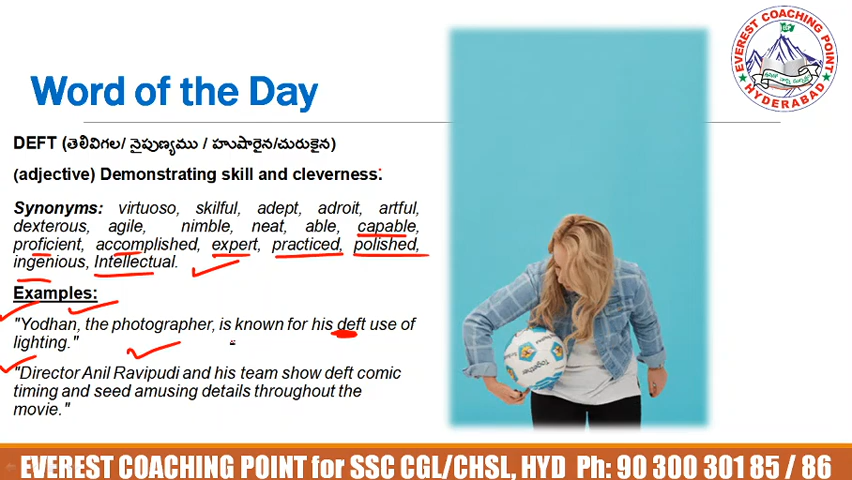 EVEREST COACHING POINT
HYDERABAD
Word of the Day
DEFT (తెలివిగల/ నైపుణ్యము / హుషారైన/చురుకైన)
(adjective) Demonstrating skill and cleverness:
Synonyms: virtuoso, skilful, adept, adroit, artful,
dexterous, agile, nimble, neat, able, capable,
proficient, accomplished, expert, practiced, polished,
ingenious, Intellectual.
Examples:
"Yodhan, the photographer, is known for his deft use of
lighting."
"Director Anil Ravipudi and his team show deft comic
timing and seed amusing details throughout the
movie."
Together
EVEREST COACHING POINT for SSC CGL/CHSL, HYD Ph: 90 300 301 85 / 86